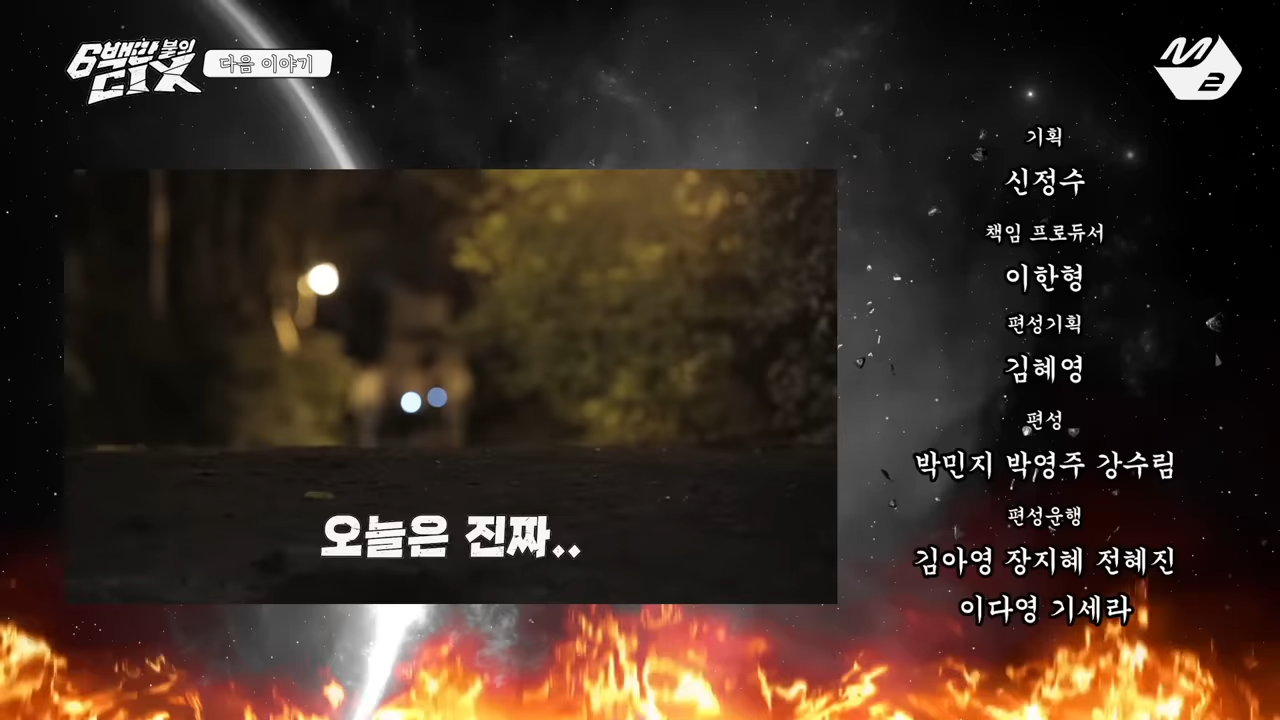 6백만 불의
CIX
다음 이야기
M2
기획
신정수
책임 프로듀서
이한형
편성기획
김혜영
편성
박민지 박영주 강수림
편성운행
김아영 장지혜 전혜진
이다영 기세라
오늘은 진짜..